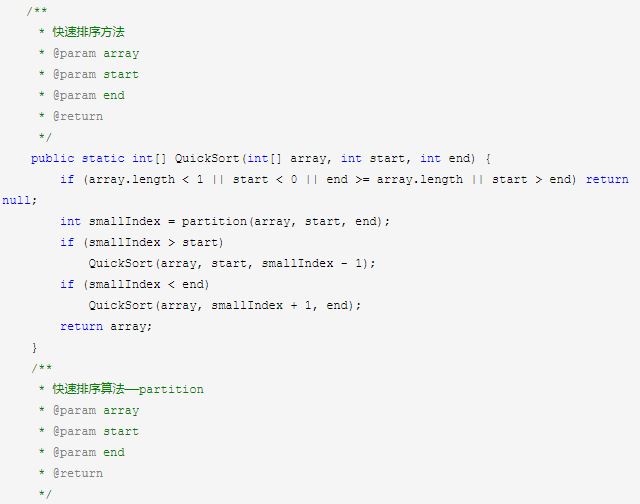 /**
 * 快速排序方法
 * @param array
 * @param start
 * @param end
 * @return
 */
public static int[] QuickSort(int[] array, int start, int end) {
    if (array.length < 1 || start < 0 || end >= array.length || start > end) return
null;
    int smallIndex = partition(array, start, end);
    if (smallIndex > start)
        QuickSort(array, start, smallIndex - 1);
    if (smallIndex < end)
        QuickSort(array, smallIndex + 1, end);
    return array;
}
/**
 * 快速排序算法——partition
 * @param array
 * @param start
 * @param end
 * @return
 */